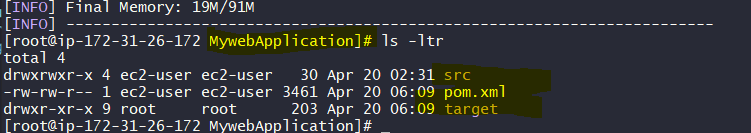 [INFO] Final Memory: 19M/91M
[INFO] ------------------------------------------------------------------------
[root@ip-172-31-26-172 MywebApplication]# ls -ltr
total 4
drwxrwxr-x 4 ec2-user ec2-user   30 Apr 20 02:31 src
-rw-rw-r-- 1 ec2-user ec2-user 3461 Apr 20 06:09 pom.xml
drwxr-xr-x 9 root     root      203 Apr 20 06:09 target
[root@ip-172-31-26-172 MywebApplication]#